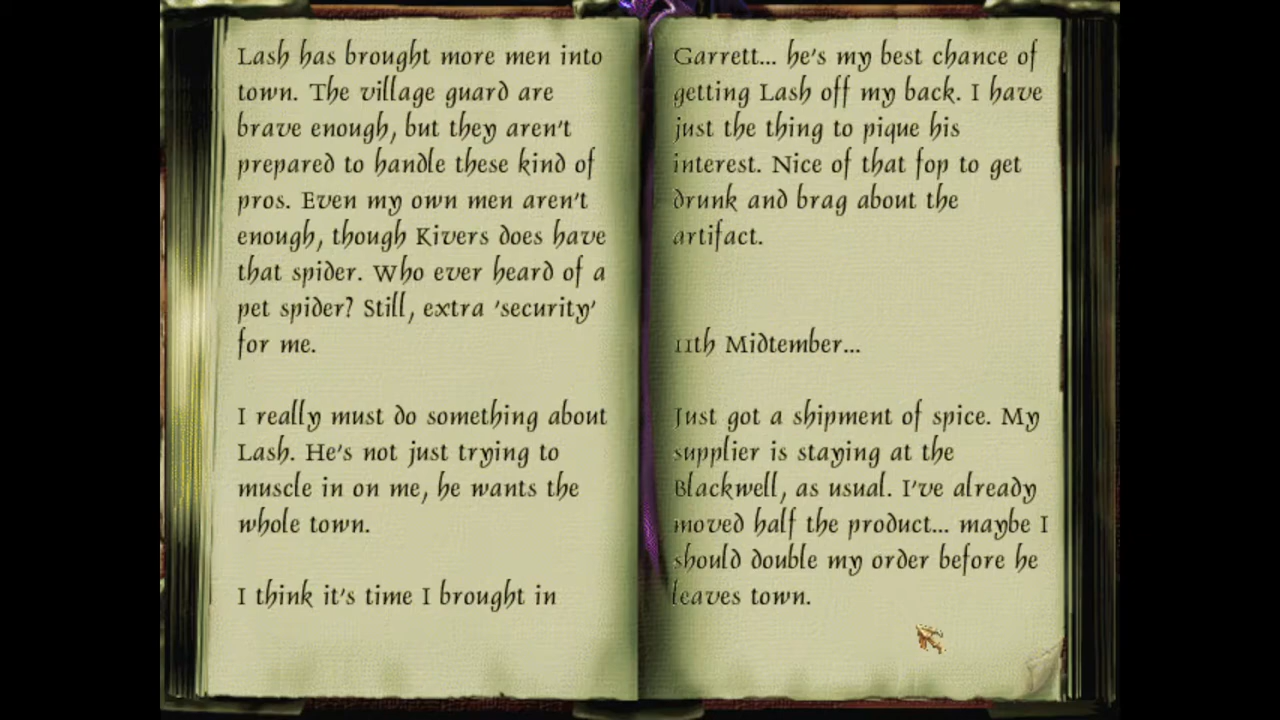 Lash has brought more men into
town. The village guard are
brave enough, but they aren't
prepared to handle these kind of
pros. Even my own men aren't
enough, though Kivers does have
that spider. Who ever heard of a
pet spider? Still, extra 'security'
for me.
I really must do something about
Lash. He's not just trying to
muscle in on me, he wants the
whole town.
I think it's time I brought in
Garrett... he's my best chance of
getting Lash off my back. I have
just the thing to pique his
interest. Nice of that fop to get
drunk and brag about the
artifact.
11th Midtember...
Just got a shipment of spice. My
supplier is staying at the
Blackwell, as usual. I've already
moved half the product... maybe I
should double my order before he
leaves town.